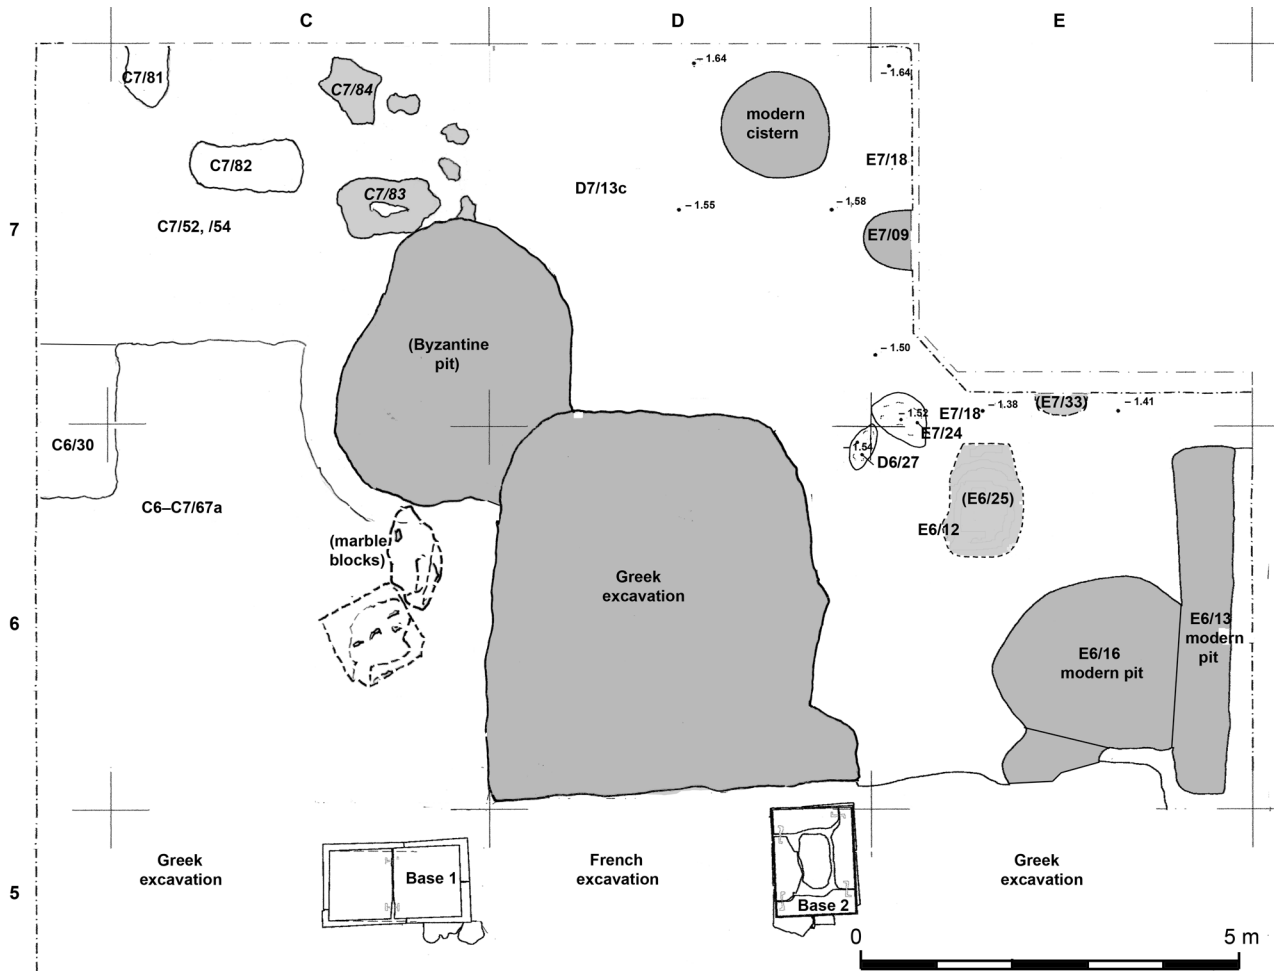 C
D
E
– 1.64
C7/81
– 1.64
C7/84
modern
cistern
C7/82
E7/18
D7/13c
C7/83
– 1.55
– 1.58
C7/52, /54
7
E7/09
(Byzantine
pit)
– 1.50
(E7/33)
– 1.38
– 1.41
– 1.52
E7/18
E7/24
C6/30
– 1.54
D6/27
(E6/25)
C6–C7/67a
E6/12
(marble
blocks)
Greek
excavation
6
E6/13
modern
pit
E6/16
modern pit
Greek
excavation
French
excavation
Greek
excavation
Base 1
5
Base 2
0
5 m